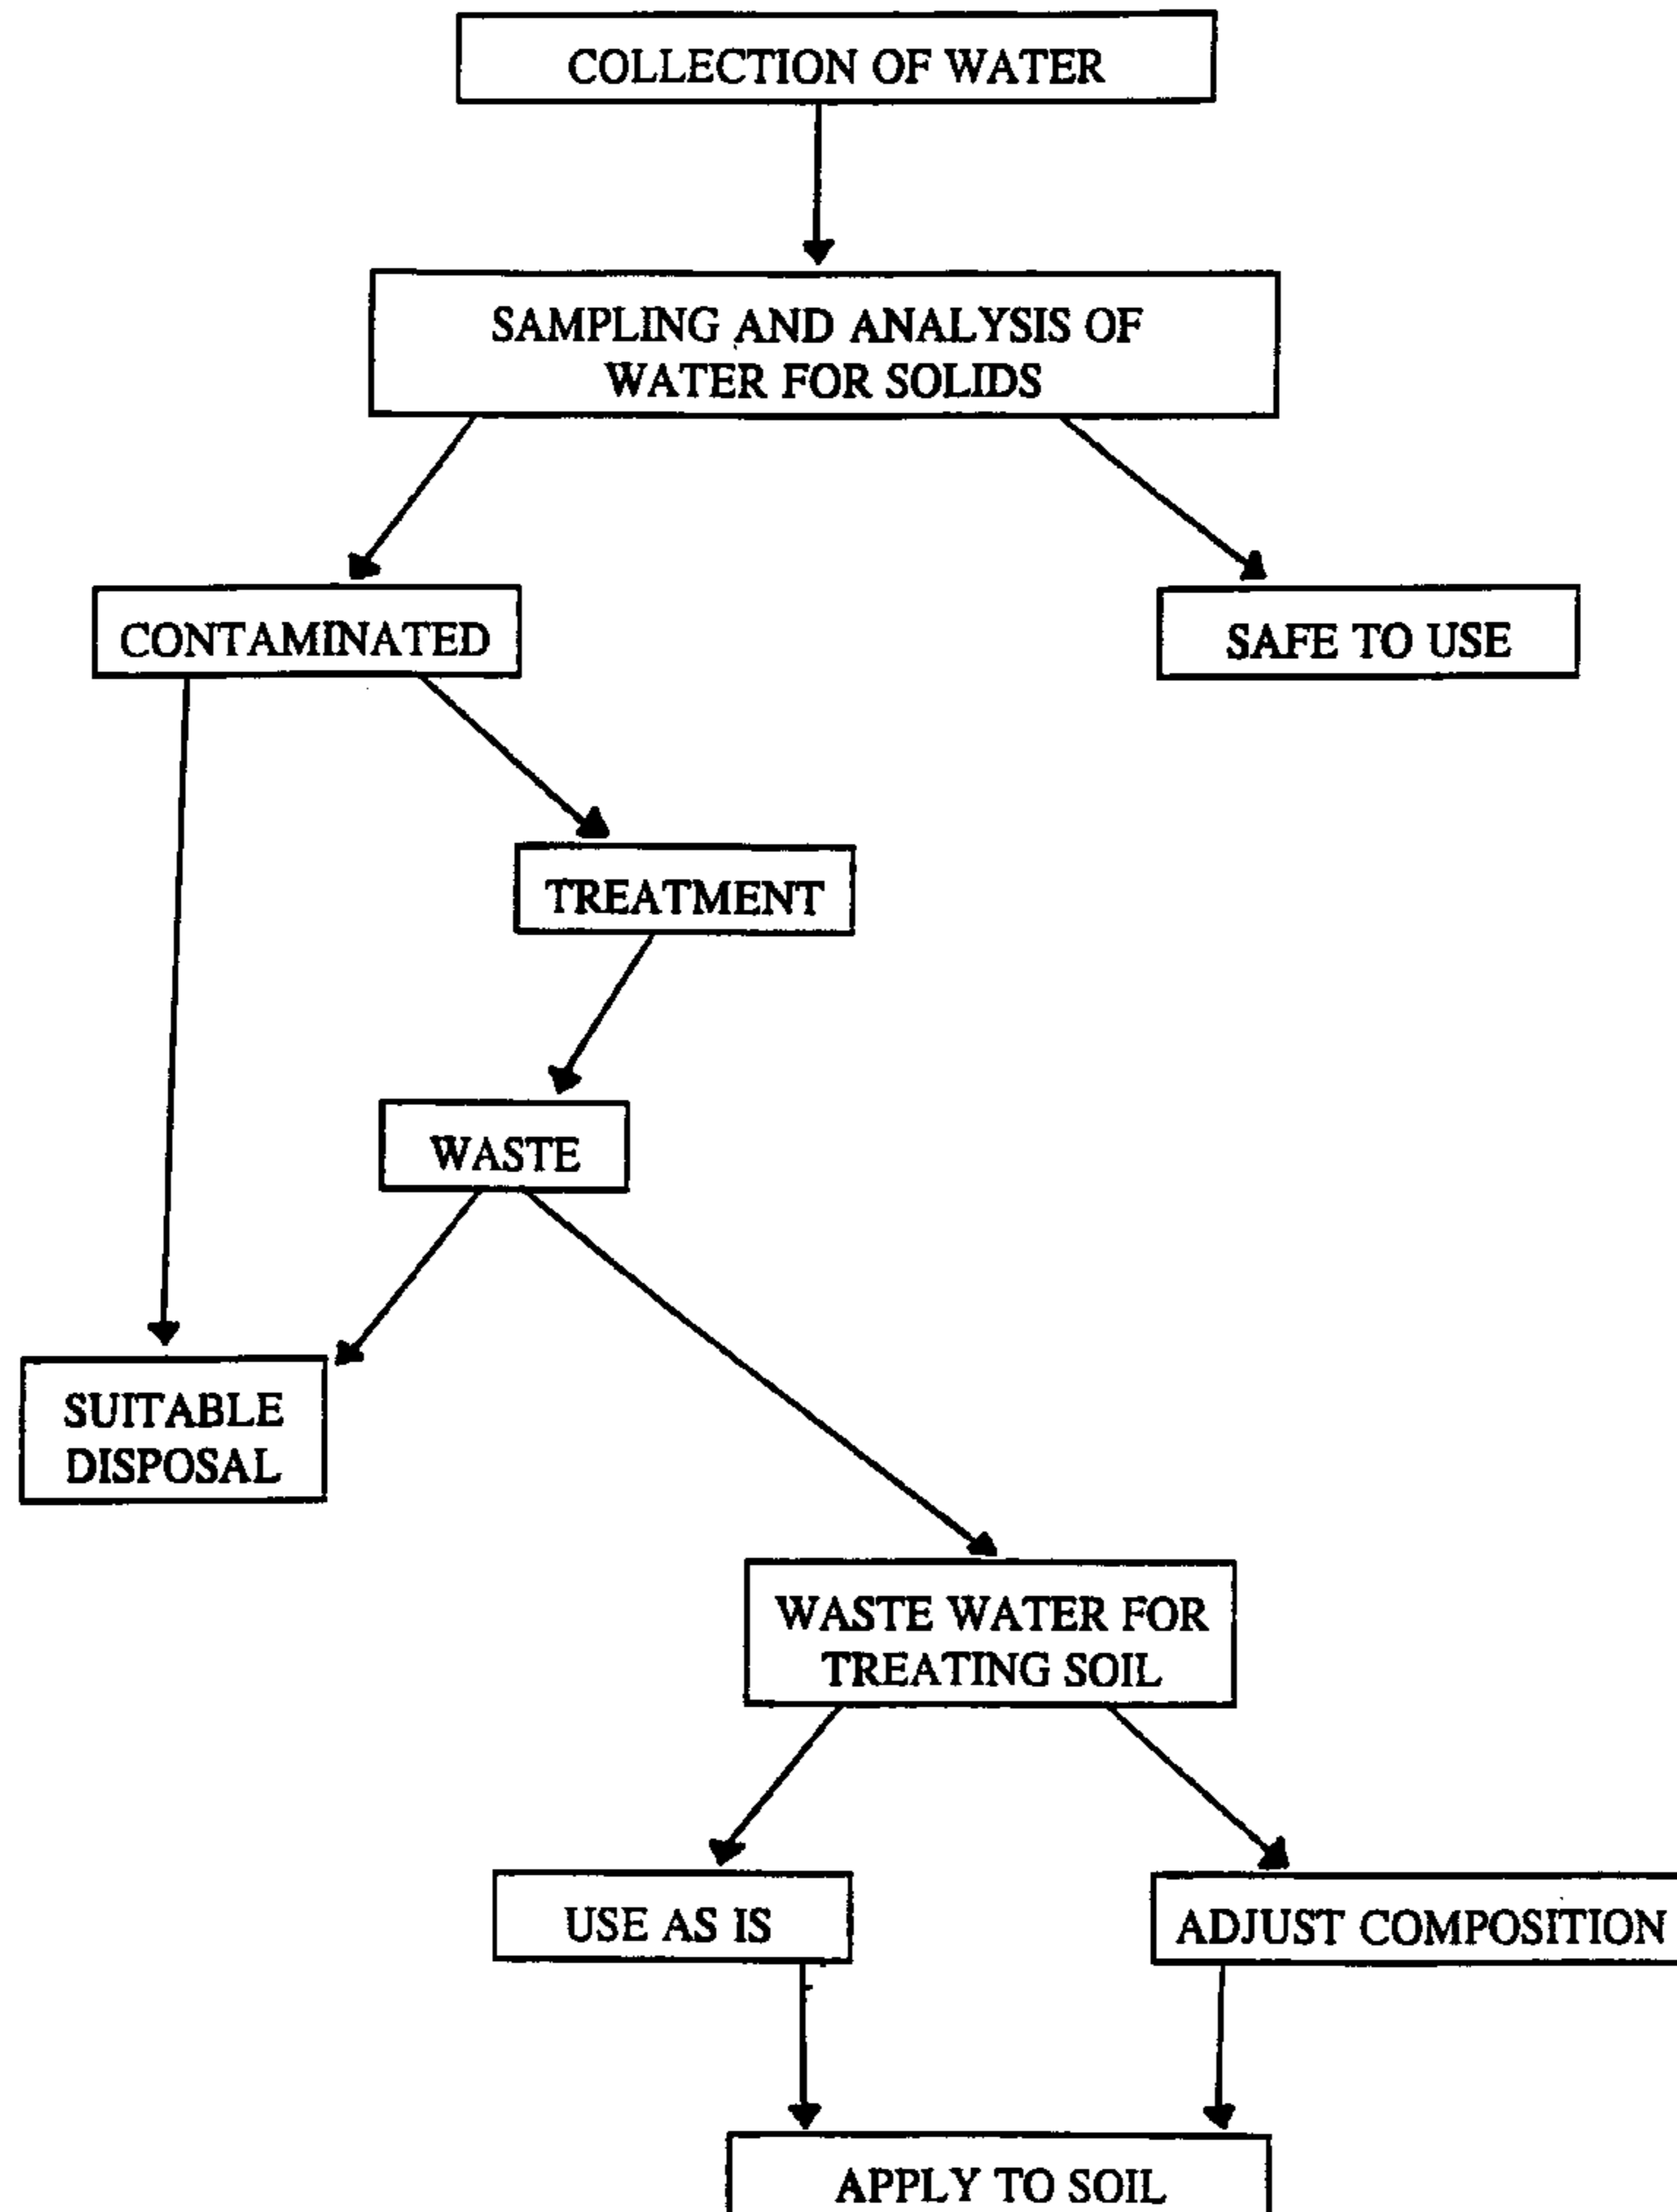 COLLECTION OF WATER
SAMPLING AND ANALYSIS OF
WATER FOR SOLIDS
CONTAMINATED
SAFE TO USE
TREATMENT
WASTE
SUITABLE
DISPOSAL
WASTE WATER FOR
TREATING SOIL
USE AS IS
ADJUST COMPOSITION
APPLY TO SOIL